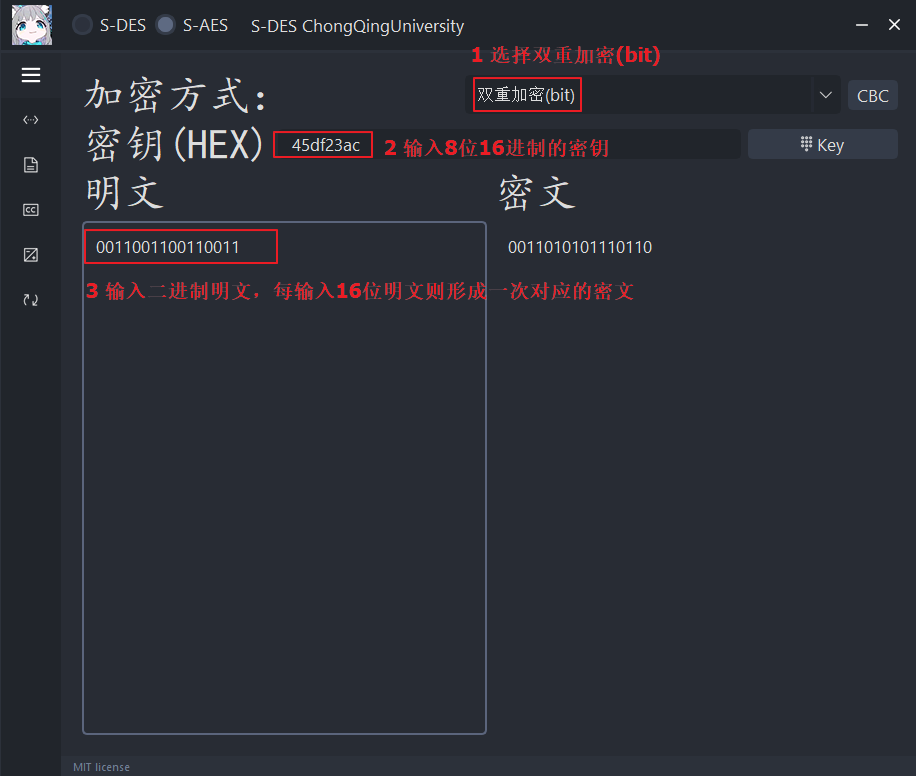 S-DES S-AES S-DES ChongQingUniversity
1 选择双重加密(bit)
加密方式: 双重加密(bit) CBC
密钥(HEX) 45df23ac 2 输入8位16进制的密钥 Key
明文 密文
0011001100110011 0011010101110110
3 输入二进制明文，每输入16位明文则形成一次对应的密文
MIT license